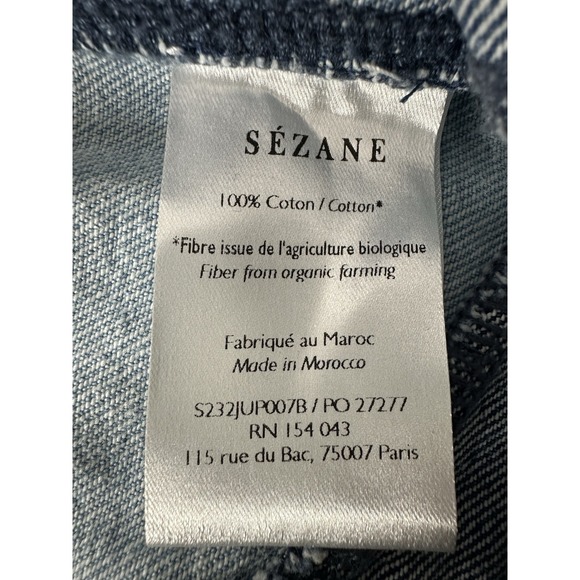 SÉZANE
100% Coton / Cotton*
*Fibre issue de l'agriculture biologique
Fiber from organic farming
Fabriqué au Maroc
Made in Morocco
S232JUP007B / PO 27277
RN 154 043
115 rue du Bac, 75007 Paris